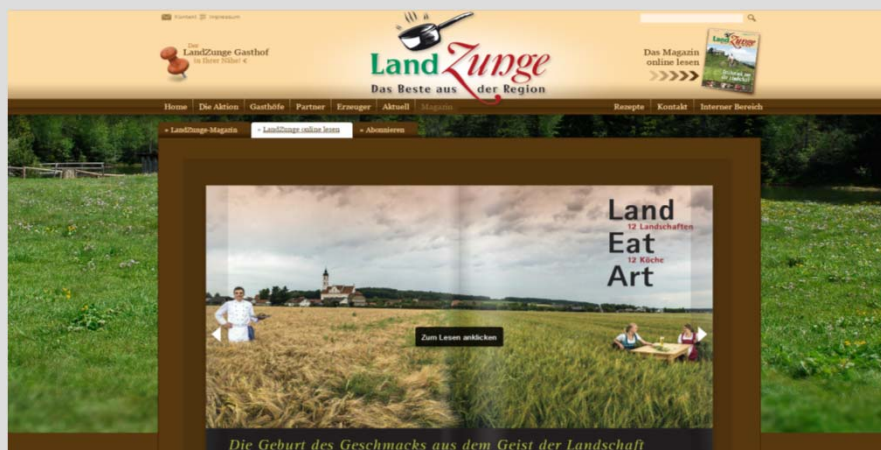 Kontakt Impressum
Der
LandZunge Gasthof
in Ihrer Nähe! €
Land Zunge
Das Beste aus der Region
Das Magazin
online lesen
LandZunge
Home Die Aktion Gasthöfe Partner Erzeuger Aktuell Magazin Rezepte Kontakt Interner Bereich
» LandZunge-Magazin » LandZunge online lesen » Abonnieren
Land
12 Landschaften
Eat
12 Köche
Art
Zum Lesen anklicken
Die Geburt des Geschmacks aus dem Geist der Landschaft